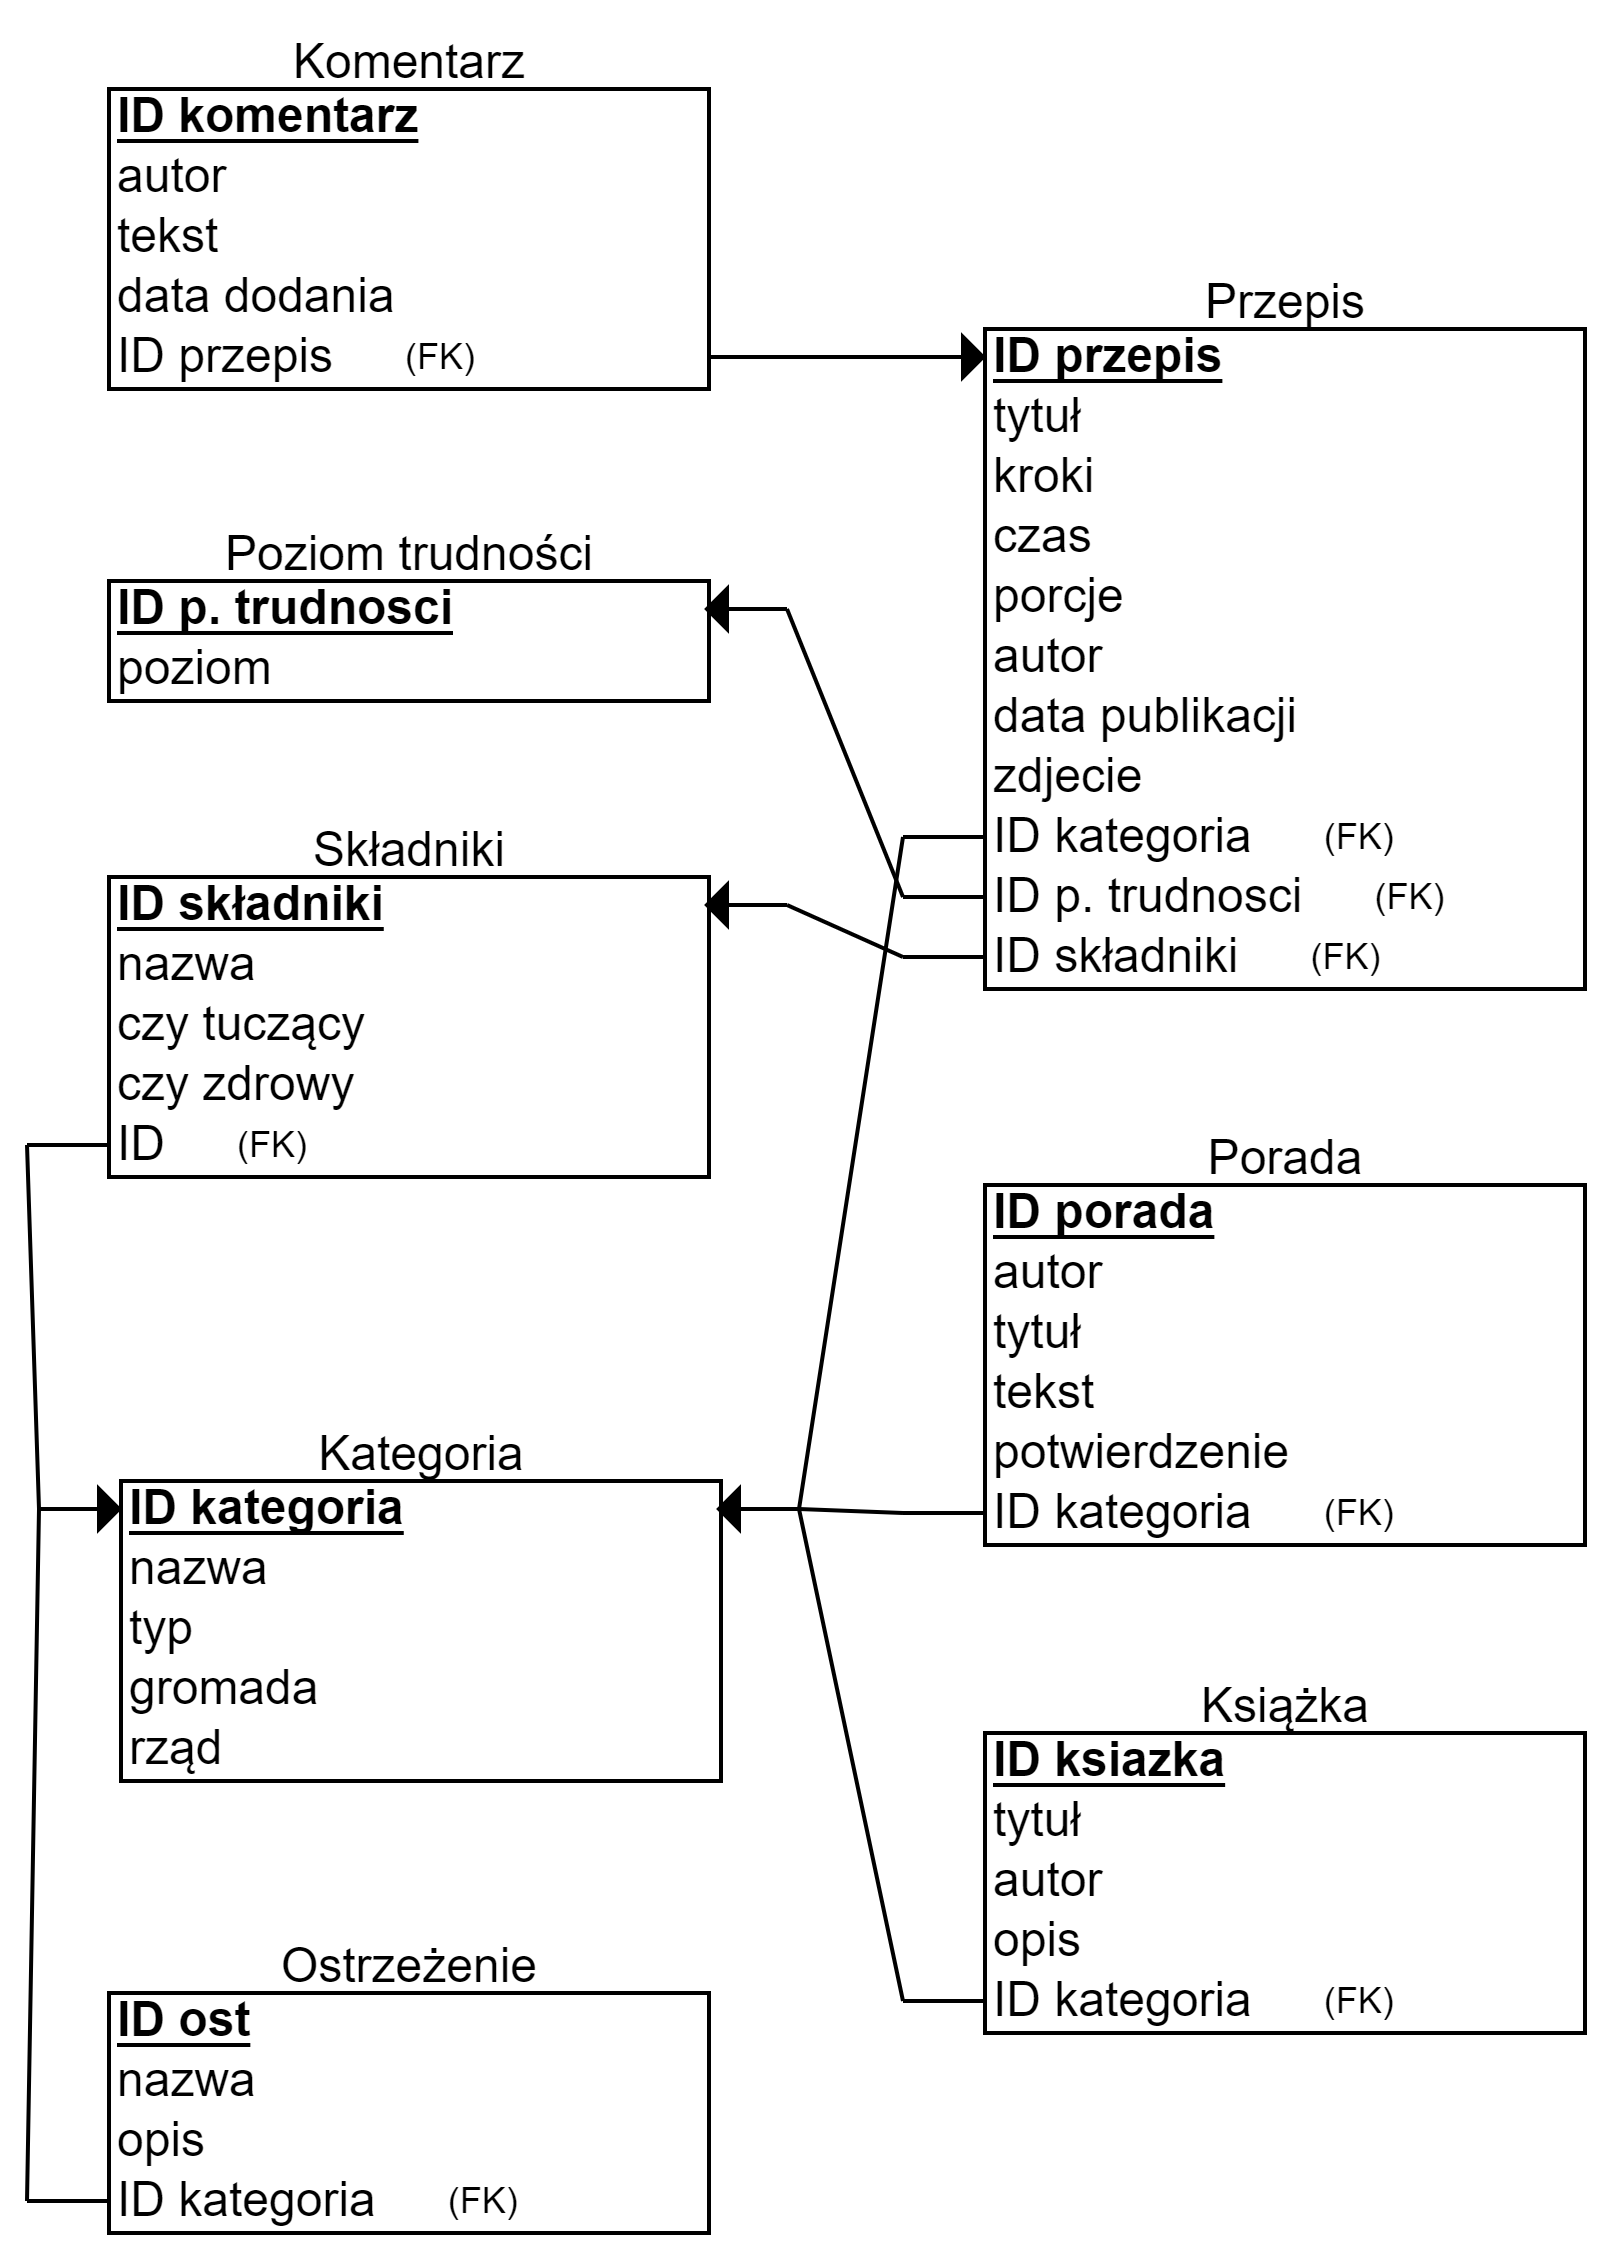 Komentarz
ID komentarz
autor
tekst
data dodania
ID przepis (FK)
Przepis
ID przepis
tytuł
kroki
czas
porcje
autor
data publikacji
zdjecie
ID kategoria (FK)
ID p. trudnosci (FK)
ID składniki (FK)
Poziom trudności
ID p. trudnosci
poziom
Składniki
ID składniki
nazwa
czy tuczący
czy zdrowy
ID (FK)
Porada
ID porada
autor
tytuł
tekst
potwierdzenie
ID kategoria (FK)
Kategoria
ID kategoria
nazwa
typ
gromada
rząd
Książka
ID ksiazka
tytuł
autor
opis
ID kategoria (FK)
Ostrzeżenie
ID ost
nazwa
opis
ID kategoria (FK)